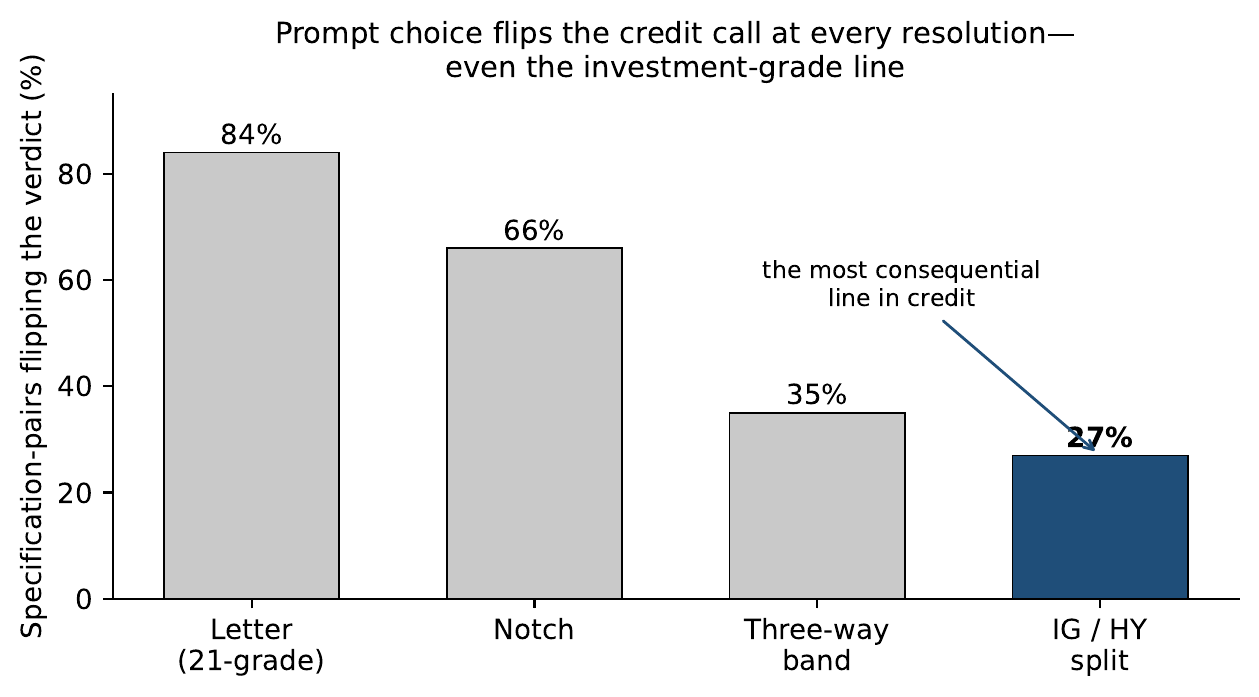 Prompt choice flips the credit call at every resolution—
even the investment-grade line
Specification-pairs flipping the verdict (%)
80
60
40
20
0
84%
66%
35%
27%
the most consequential
line in credit
Letter
(21-grade)
Notch
Three-way
band
IG / HY
split